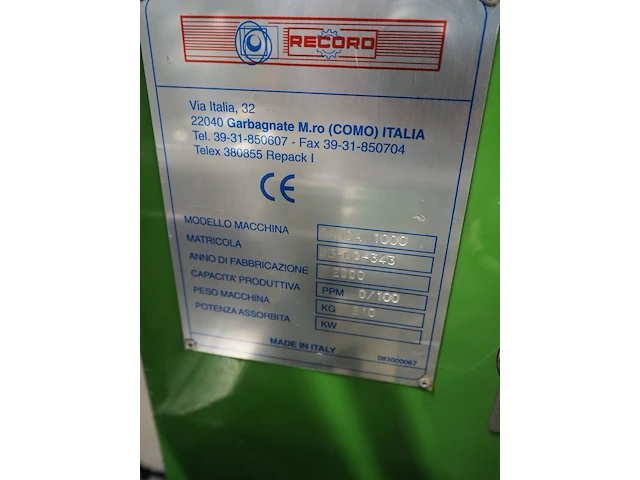 RECORD
Via Italia, 32
22040 Garbagnate M.ro (COMO) ITALIA
Tel. 39-31-850607 - Fax 39-31-850704
Telex 380855 Repack I
CE
MODELLO MACCHINA 1000
MATRICOLA
ANNO DI FABBRICAZIONE 2000
CAPACITA' PRODUTTIVA PPM 0/100
PESO MACCHINA KG
POTENZA ASSORBITA KW
MADE IN ITALY
083000067